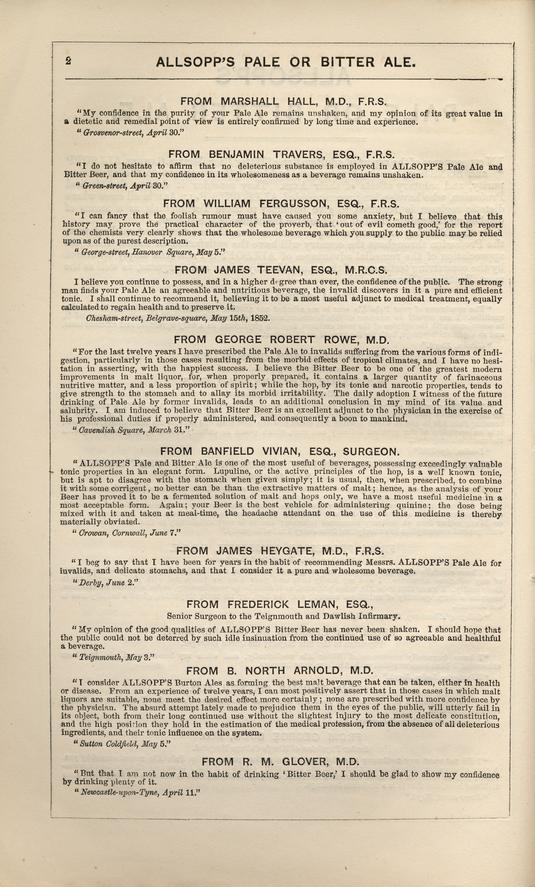 2
ALLSOPP'S PALE OR BITTER ALE.
FROM MARSHALL HALL, M.D., F.R.S.
"My confidence in the purity of your Pale Ale remains unshaken, and my opinion of its great value in
a dietetic and remedial point of view is entirely confirmed by long time and experience.
"Grosvenor-street, April 30."
FROM BENJAMIN TRAVERS, ESQ., F.R.S.
"I do not hesitate to affirm that no deleterious substance is employed in ALLSOPP'S Pale Ale and
Bitter Beer, and that my confidence in its wholesomeness as a beverage remains unshaken.
"Green-street, April 30."
FROM WILLIAM FERGUSSON, ESQ., F.R.S.
"I can fancy that the foolish rumour must have caused you some anxiety, but I believe that this
history may prove the practical character of the proverb, that 'out of evil cometh good,' for the report
of the chemists very clearly shows that the wholesome beverage which you supply to the public may be relied
upon as of the purest description.
"George-street, Hanover Square, May 5."
FROM JAMES TEEVAN, ESQ., M.R.C.S.
I believe you continue to possess, and in a higher degree than ever, the confidence of the public. The strong
man finds your Pale Ale an agreeable and nutritious beverage, the invalid discovers in it a pure and efficient
tonic. I shall continue to recommend it, believing it to be a most useful adjunct to medical treatment, equally
calculated to regain health and to preserve it.
Chesham-street, Belgrave-square, May 15th, 1852.
FROM GEORGE ROBERT ROWE, M.D.
"For the last twelve years I have prescribed the Pale Ale to invalids suffering from the various forms of indi-
gestion, particularly in those cases resulting from the morbid effects of tropical climates, and I have no hesi-
tation in asserting, with the happiest success. I believe the Bitter Beer to be one of the greatest modern
improvements in malt liquor, for, when properly prepared, it contains a larger quantity of farinaceous
nutritive matter, and a less proportion of spirit; while the hop, by its tonic and narcotic properties, tends to
give strength to the stomach and to allay its morbid irritability. The daily adoption I witness of the future
drinking of Pale Ale by former invalids, leads to an additional conclusion in my mind of its value and
salubrity. I am induced to believe that Bitter Beer is an excellent adjunct to the physician in the exercise of
his professional duties if properly administered, and consequently a boon to mankind.
"Cavendish Square, March 31."
FROM BANFIELD VIVIAN, ESQ., SURGEON.
"ALLSOPP'S Pale and Bitter Ale is one of the most useful of beverages, possessing exceedingly valuable
tonic properties in an elegant form. Lupuline, or the active principles of the hop, is a well known tonic,
but is apt to disagree with the stomach when given simply; it is usual, then, when prescribed, to combine
it with some corrigent, no better can be than the extractive matters of malt; hence, as the analysis of your
Beer has proved it to be a fermented solution of malt and hops only, we have a most useful medicine in a
most acceptable form. Again; your Beer is the best vehicle for administering quinine; the dose being
mixed with it and taken at meal-time, the headache attendant on the use of this medicine is thereby
materially obviated.
"Crowan, Cornwall, June 7."
FROM JAMES HEYGATE, M.D., F.R.S.
"I beg to say that I have been for years in the habit of recommending Messrs. ALLSOPP'S Pale Ale for
invalids, and delicate stomachs, and that I consider it a pure and wholesome beverage.
"Derby, June 2."
FROM FREDERICK LEMAN, ESQ.,
Senior Surgeon to the Teignmouth and Dawlish Infirmary.
"My opinion of the good qualities of ALLSOPP'S Bitter Beer has never been shaken. I should hope that
the public could not be deterred by such idle insinuation from the continued use of so agreeable and healthful
a beverage.
"Teignmouth, May 3."
FROM B. NORTH ARNOLD, M.D.
"I consider ALLSOPP'S Burton Ales as forming the best malt beverage that can be taken, either in health
or disease. From an experience of twelve years, I can most positively assert that in those cases in which malt
liquors are suitable, none meet the desired effect more certainly; none are prescribed with more confidence by
the physician. The absurd attempt lately made to prejudice them in the eyes of the public, will utterly fail in
its object, both from their long continued use without the slightest injury to the most delicate constitution,
and the high position they hold in the estimation of the medical profession, from the absence of all deleterious
ingredients, and their tonic influence on the system.
"Sutton Coldfield, May 5."
FROM R. M. GLOVER, M.D.
"But that I am not now in the habit of drinking 'Bitter Beer,' I should be glad to show my confidence
by drinking plenty of it.
"Newcastle-upon-Tyne, April 11."